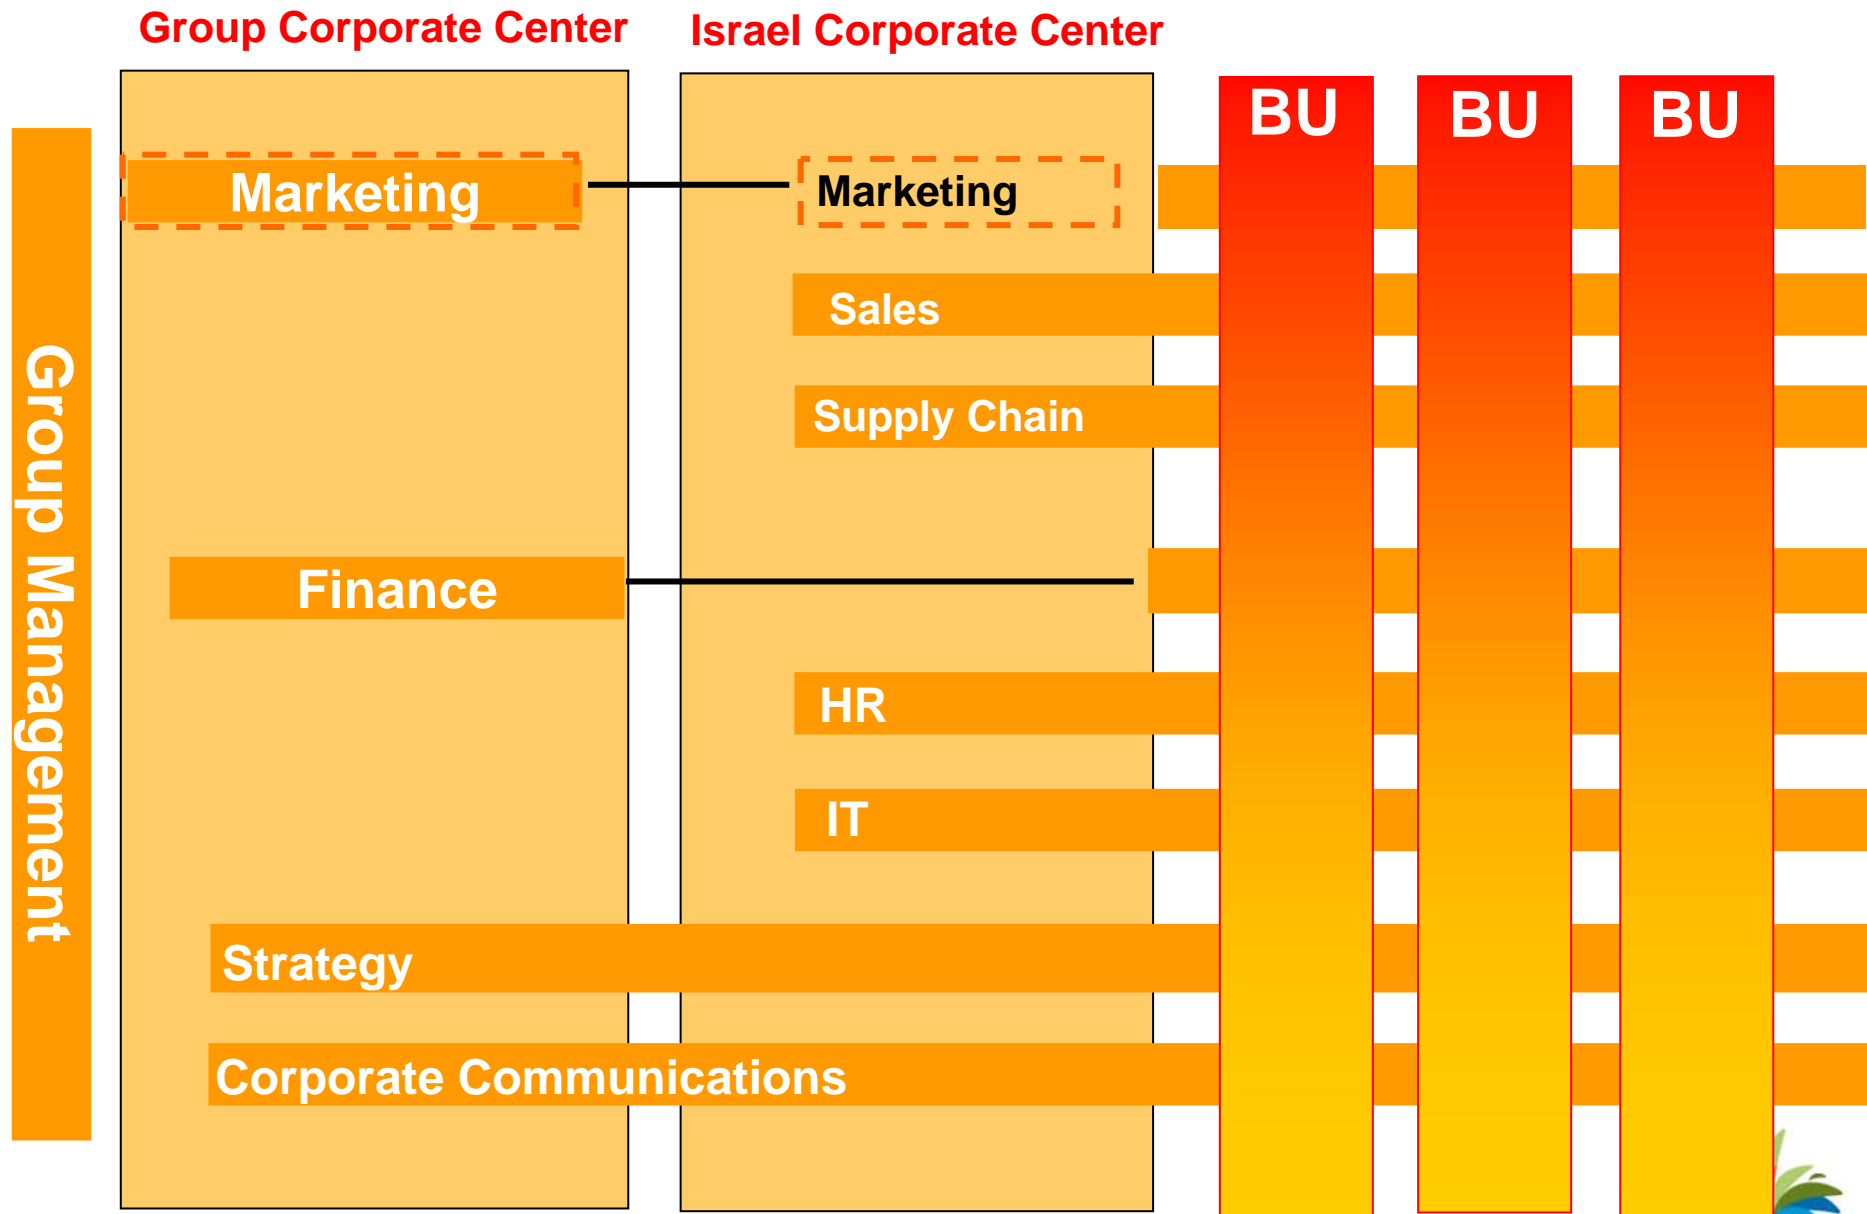 Group Corporate Center
Israel Corporate Center
BU
BU
BU
Group Management
Marketing
Marketing
Sales
Supply Chain
Finance
HR
IT
Strategy
Corporate Communications